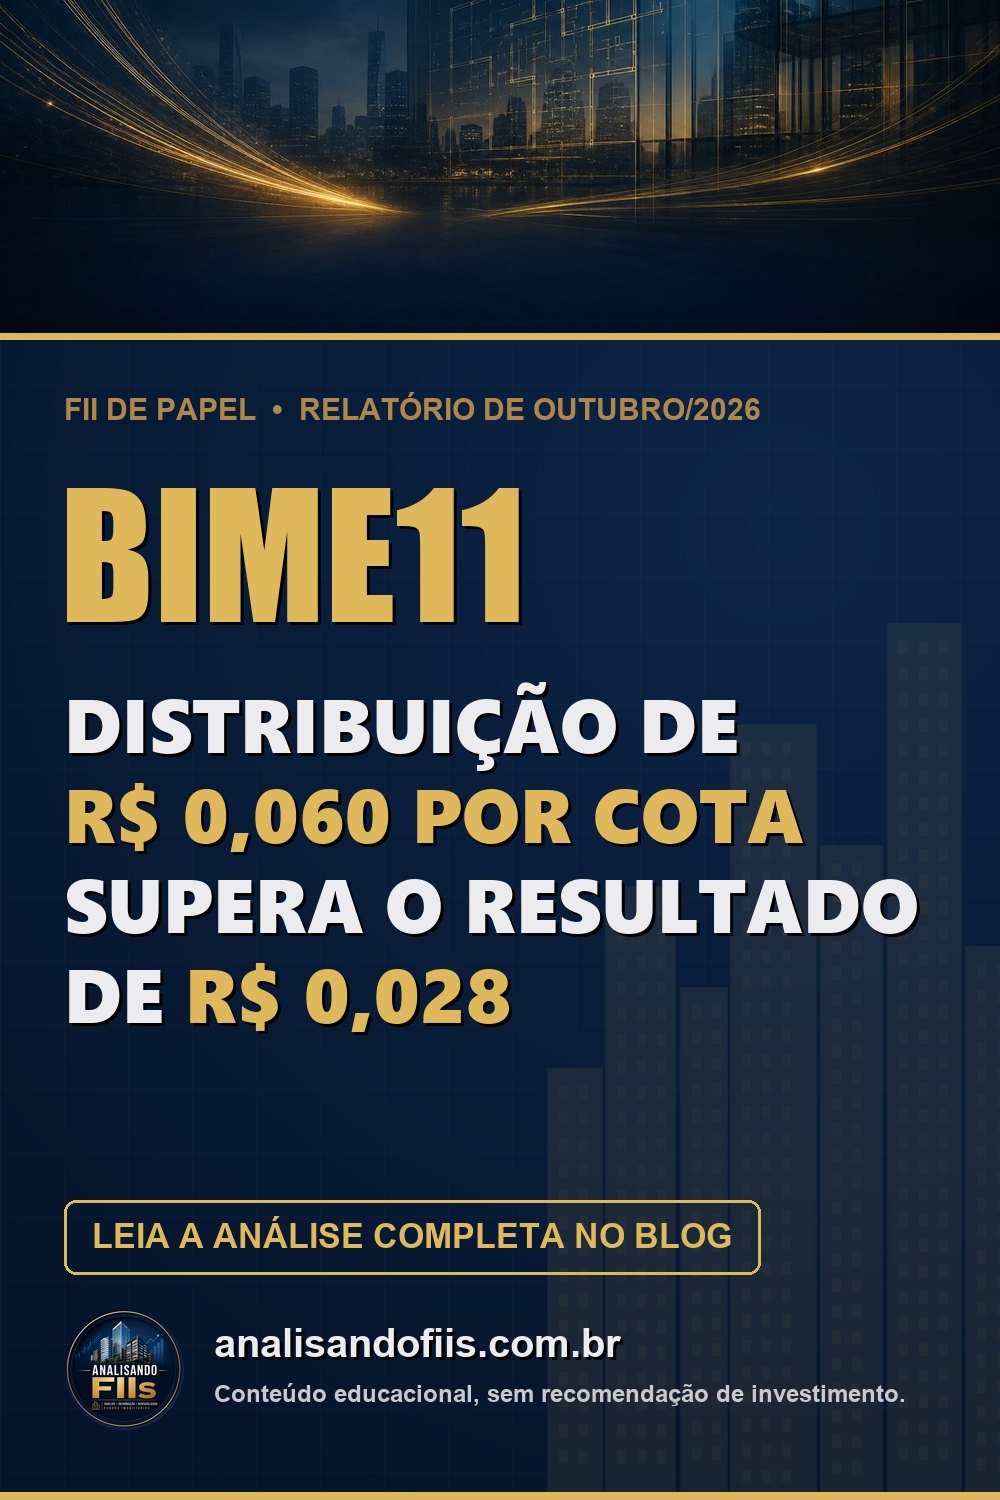 FII DE PAPEL • RELATÓRIO DE OUTUBRO/2026
BIME11
DISTRIBUIÇÃO DE
R$ 0,060 POR COTA
SUPERA O RESULTADO
DE R$ 0,028
LEIA A ANÁLISE COMPLETA NO BLOG
ANALISANDO
FIIs
analisandofiis.com.br
Conteúdo educacional, sem recomendação de investimento.